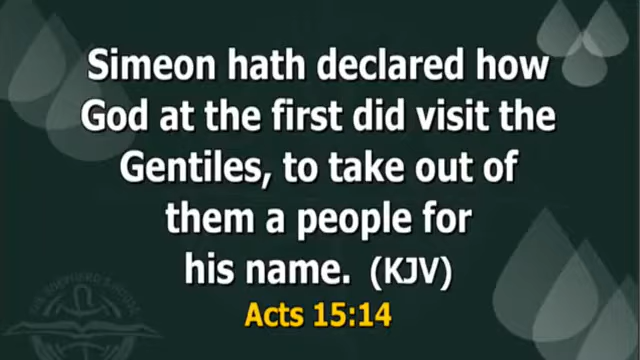 Simeon hath declared how
God at the first did visit the
Gentiles, to take out of
them a people for
his name. (KJV)
Acts 15:14